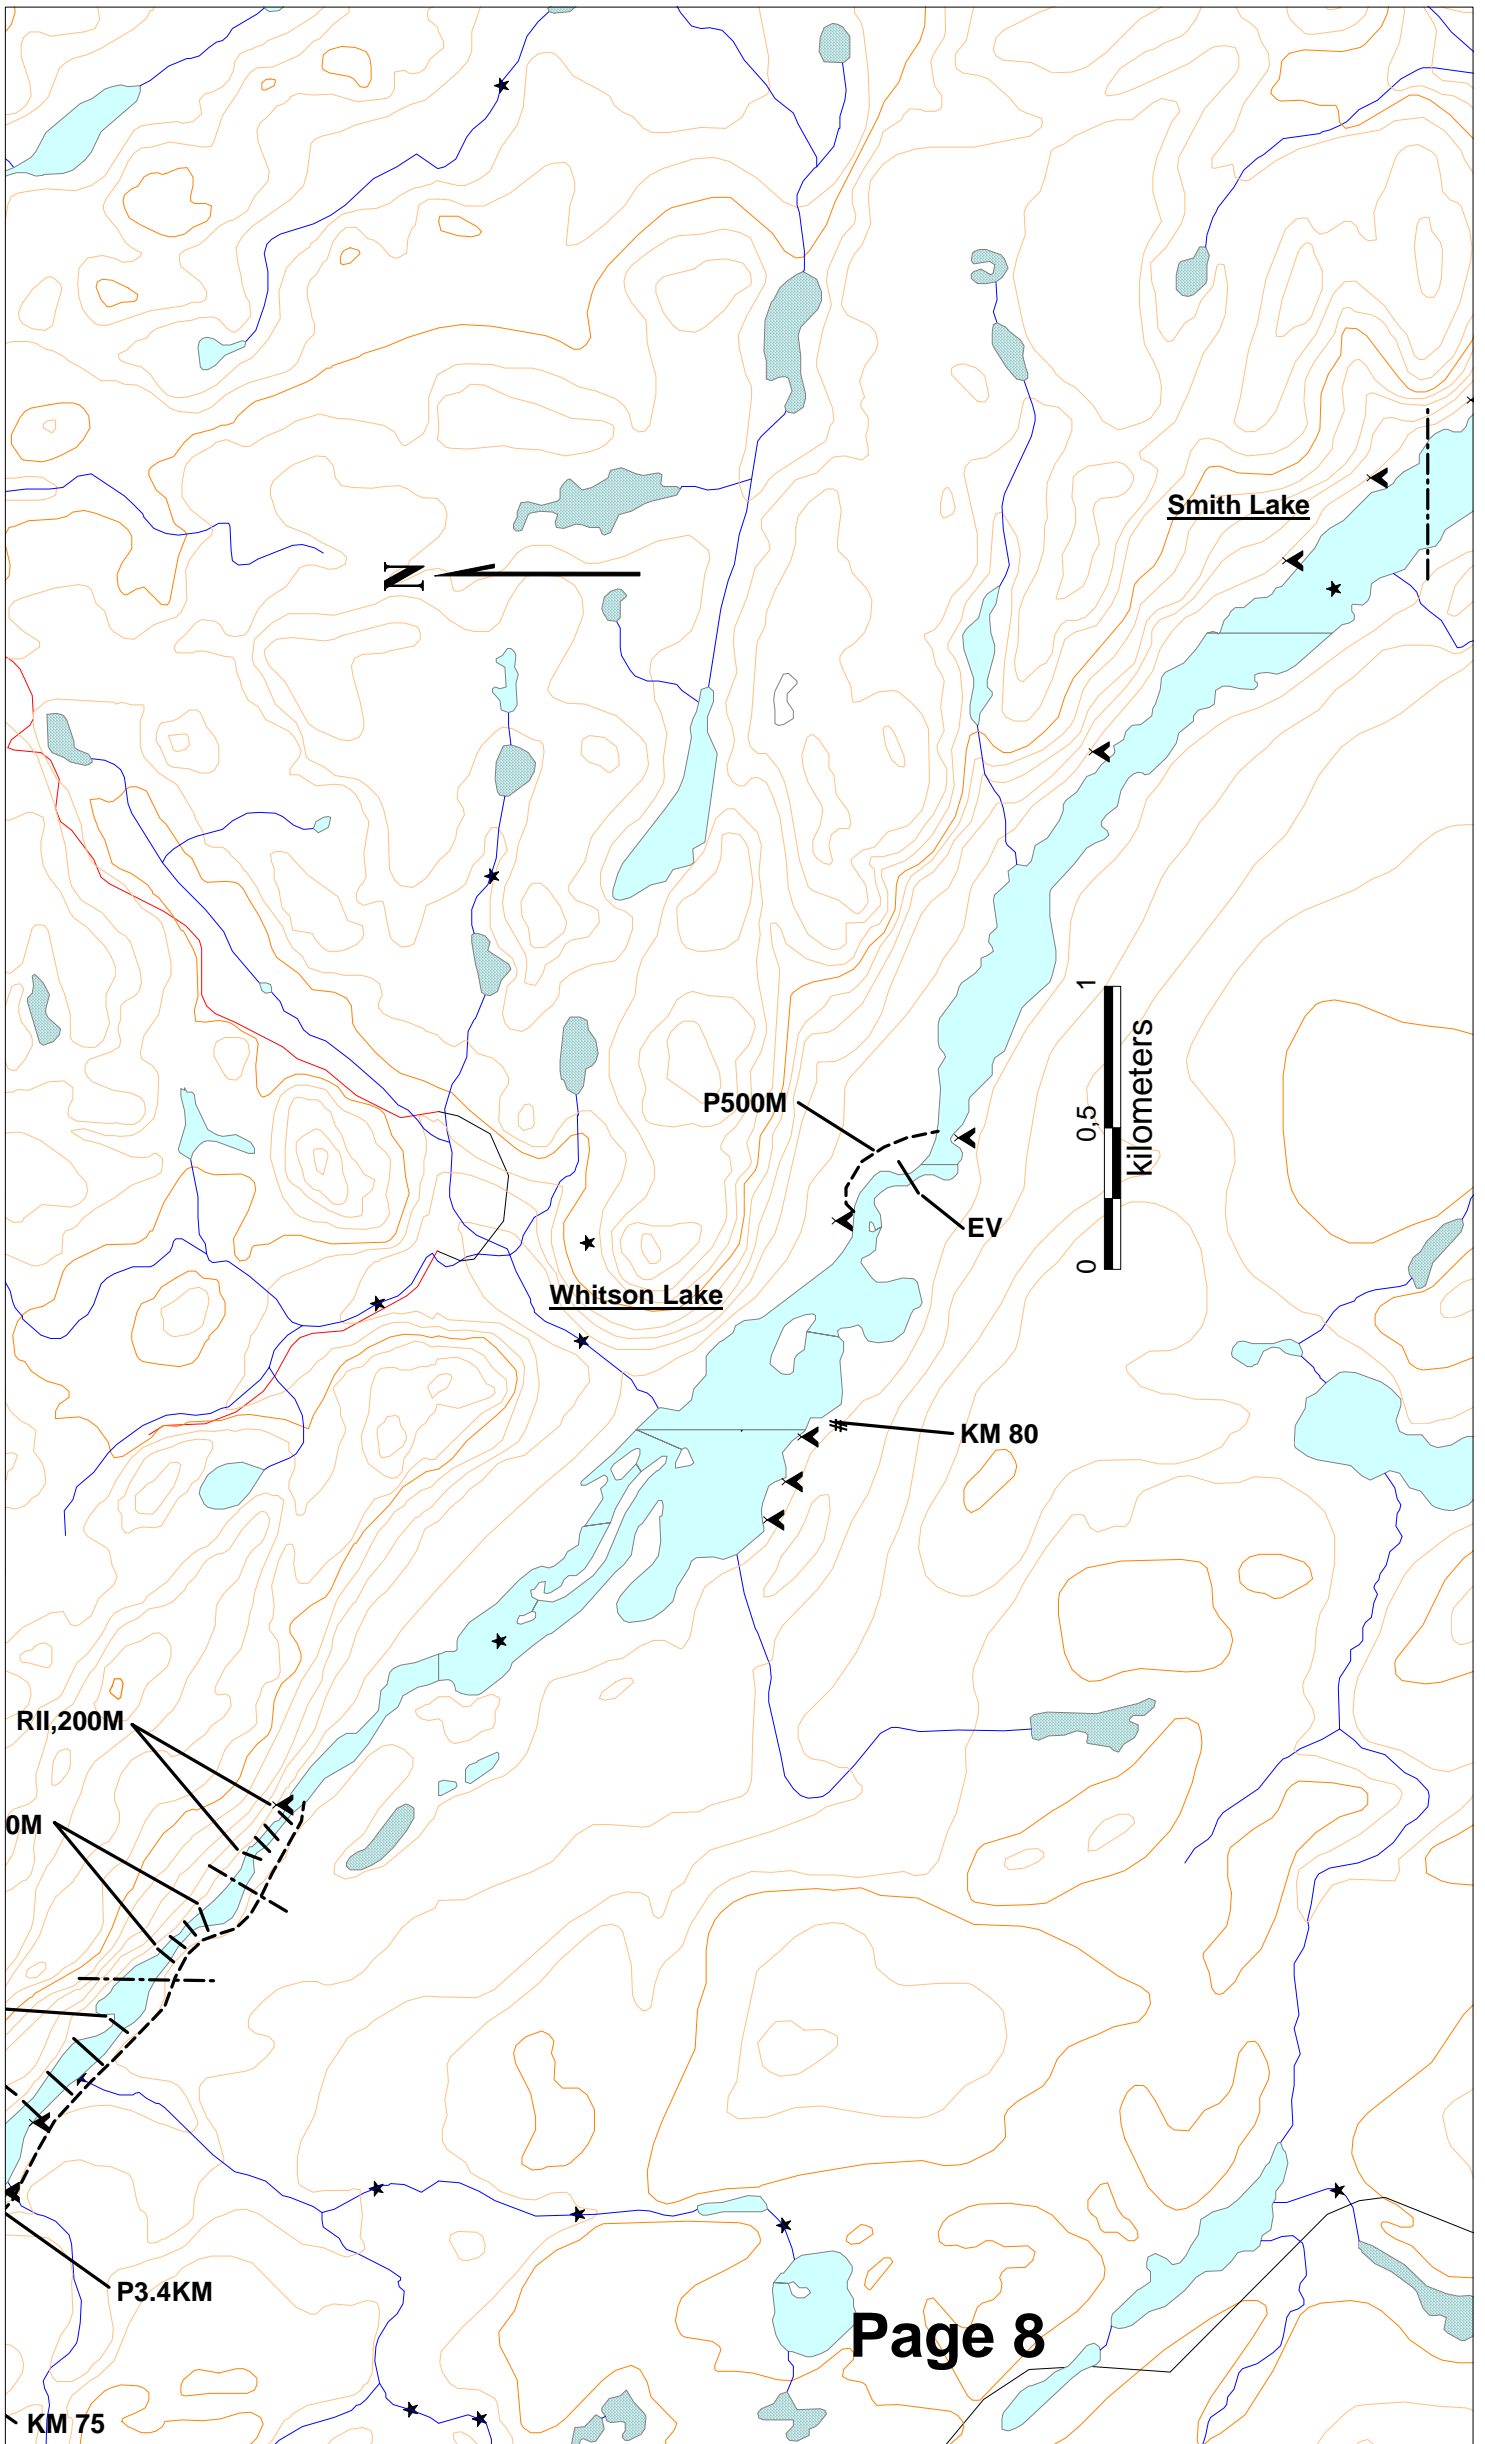 Smith Lake
N
1
0,5
0
kilometers
P500M
EV
Whitson Lake
KM 80
RII,200M
0M
P3.4KM
Page 8
KM 75